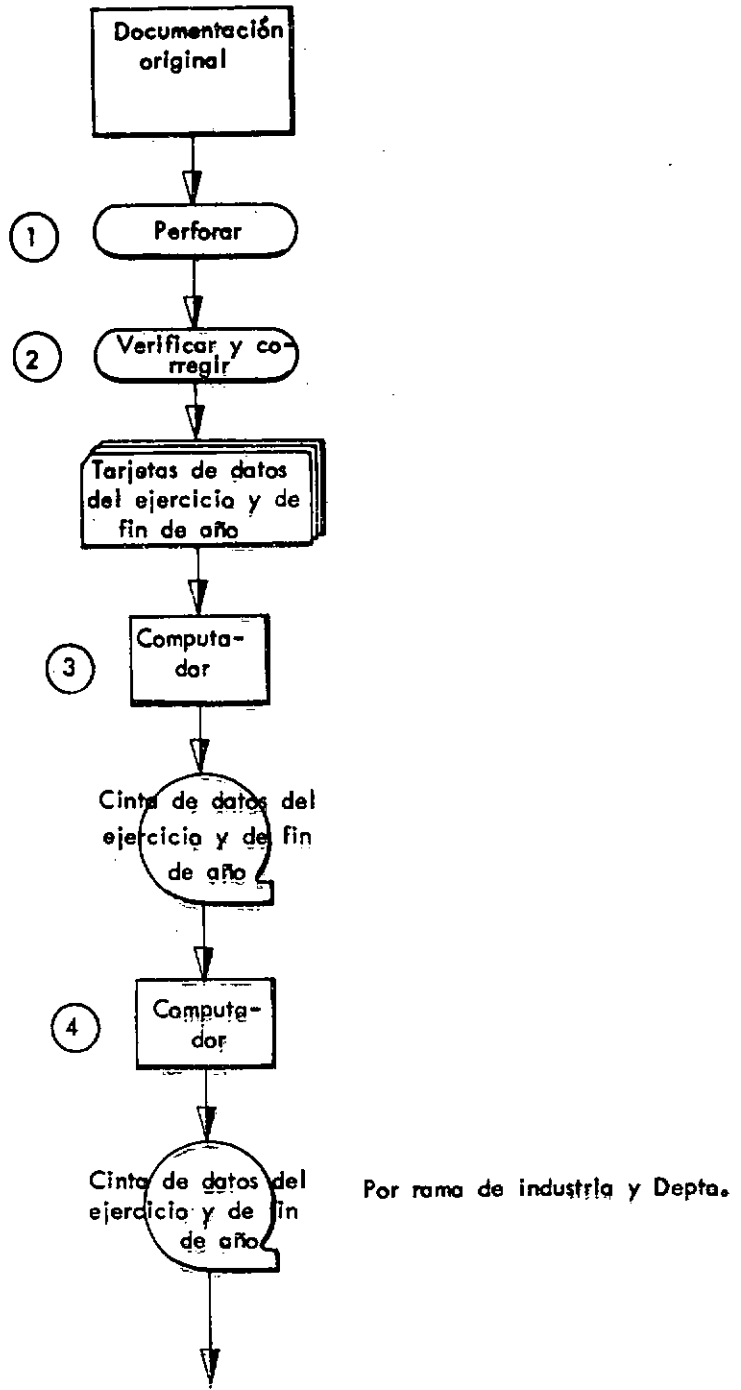 Documentación
original
1
Perforar
2
Verificar y co-
rregir
Tarjetas de datos
del ejercicio y de
fin de año
3
Computa-
dor
Cinta de datos del
ejercicio y de fin
de año
4
Computa-
dor
Cinta de datos del
ejercicio y de fin
de año
Por rama de industria y Depto.